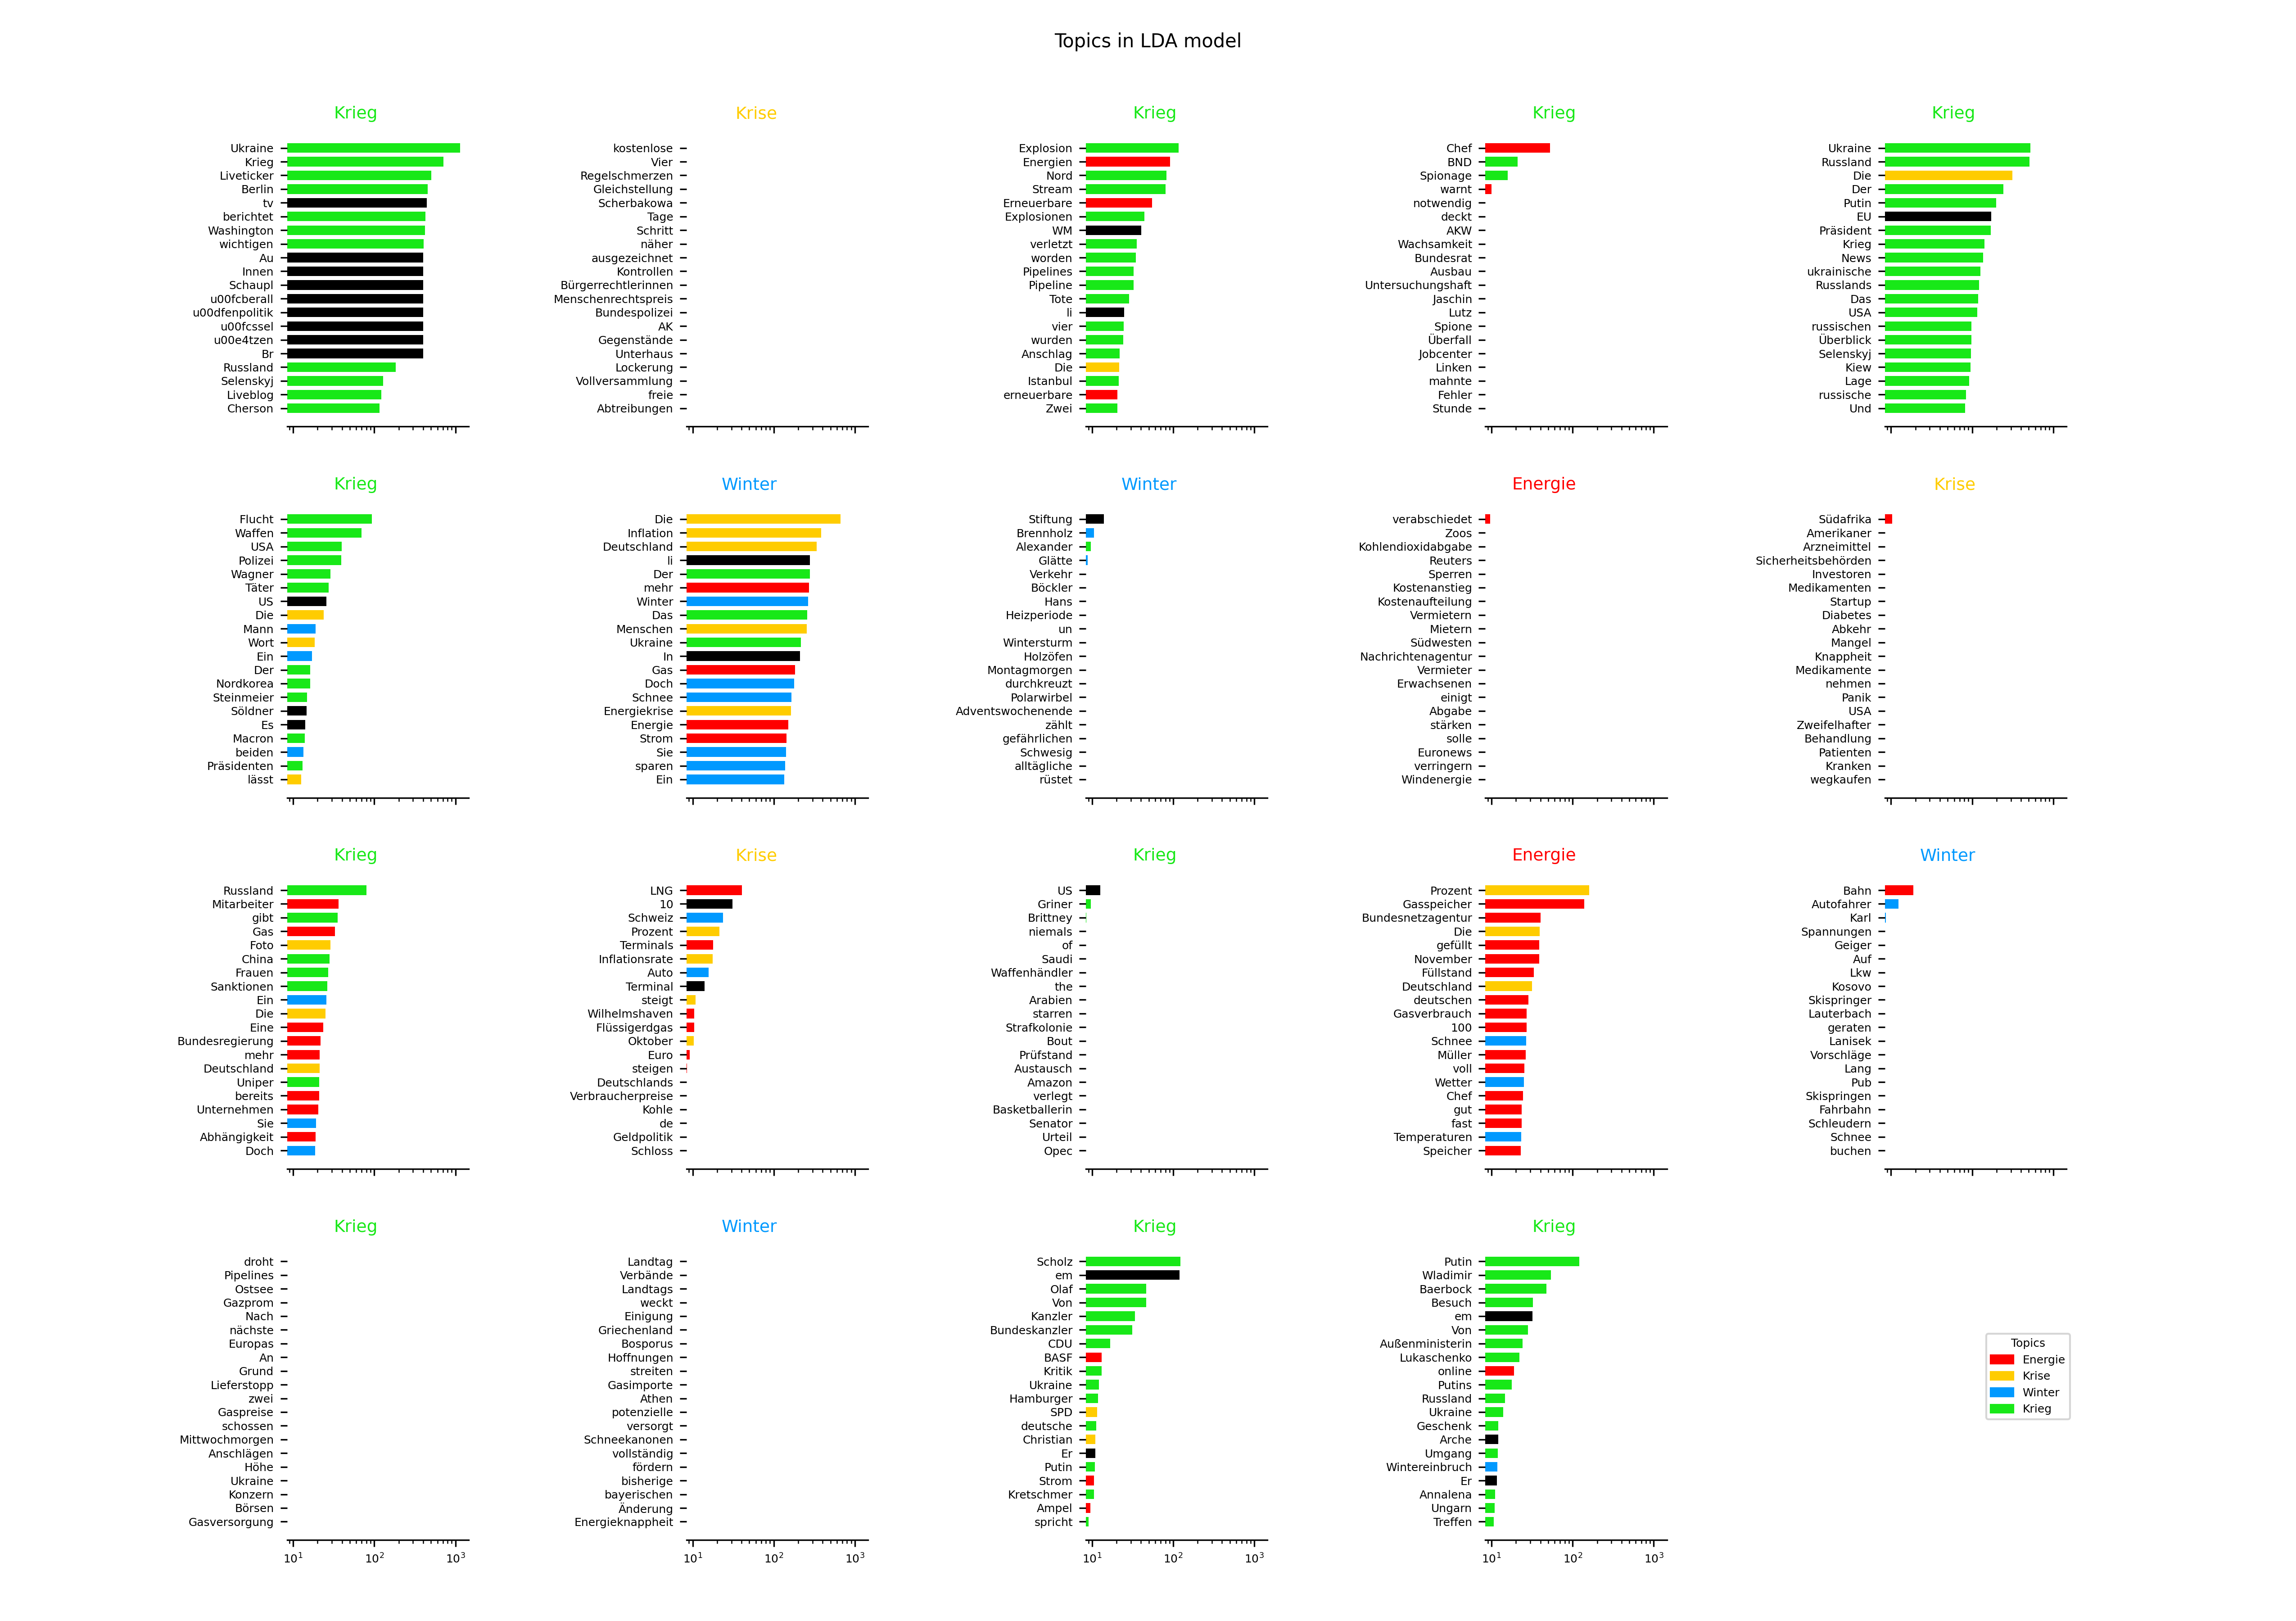 Topics in LDA model
Krieg
Ukraine
Krieg
Liveticker
Berlin
tv
berichtet
Washington
wichtigen
Au
Innen
Schaupl
u00fcberall
u00dfenpolitik
u00fcssel
u00e4tzen
Br
Russland
Selenskyj
Liveblog
Cherson
Krise
kostenlose
Vier
Regelschmerzen
Gleichstellung
Scherbakowa
Tage
Schritt
näher
ausgezeichnet
Kontrollen
Bürgerrechtlerinnen
Menschenrechtspreis
Bundespolizei
AK
Gegenstände
Unterhaus
Lockerung
Vollversammlung
freie
Abtreibungen
Krieg
Explosion
Energien
Nord
Stream
Erneuerbare
Explosionen
WM
verletzt
worden
Pipelines
Pipeline
Tote
li
vier
wurden
Anschlag
Die
Istanbul
erneuerbare
Zwei
Krieg
Chef
BND
Spionage
warnt
notwendig
deckt
AKW
Wachsamkeit
Bundesrat
Ausbau
Untersuchungshaft
Jaschin
Lutz
Spione
Überfall
Jobcenter
Linken
mahnte
Fehler
Stunde
Krieg
Ukraine
Russland
Die
Der
Putin
EU
Präsident
Krieg
News
ukrainische
Russlands
Das
USA
russischen
Überblick
Selenskyj
Kiew
Lage
russische
Und
Krieg
Flucht
Waffen
USA
Polizei
Wagner
Täter
US
Die
Mann
Wort
Ein
Der
Nordkorea
Steinmeier
Söldner
Es
Macron
beiden
Präsidenten
lässt
Winter
Die
Inflation
Deutschland
li
Der
mehr
Winter
Das
Menschen
Ukraine
In
Gas
Doch
Schnee
Energiekrise
Energie
Strom
Sie
sparen
Ein
Winter
Stiftung
Brennholz
Alexander
Glätte
Verkehr
Böckler
Hans
Heizperiode
un
Wintersturm
Holzöfen
Montagmorgen
durchkreuzt
Polarwirbel
Adventswochenende
zählt
gefährlichen
Schwesig
alltägliche
rüstet
Energie
verabschiedet
Zoos
Kohlendioxidabgabe
Reuters
Sperren
Kostenanstieg
Kostenaufteilung
Vermietern
Mietern
Südwesten
Nachrichtenagentur
Vermieter
Erwachsenen
einigt
Abgabe
stärken
solle
Euronews
verringern
Windenergie
Krise
Südafrika
Amerikaner
Arzneimittel
Sicherheitsbehörden
Investoren
Medikamenten
Startup
Diabetes
Abkehr
Mangel
Knappheit
Medikamente
nehmen
Panik
USA
Zweifelhafter
Behandlung
Patienten
Kranken
wegkaufen
Krieg
Russland
Mitarbeiter
gibt
Gas
Foto
China
Frauen
Sanktionen
Ein
Die
Eine
Bundesregierung
mehr
Deutschland
Uniper
bereits
Unternehmen
Sie
Abhängigkeit
Doch
Krise
LNG
10
Schweiz
Prozent
Terminals
Inflationsrate
Auto
Terminal
steigt
Wilhelmshaven
Flüssigerdgas
Oktober
Euro
steigen
Deutschlands
Verbraucherpreise
Kohle
de
Geldpolitik
Schloss
Krieg
US
Griner
Brittney
niemals
of
Saudi
Waffenhändler
the
Arabien
starren
Strafkolonie
Bout
Prüfstand
Austausch
Amazon
verlegt
Basketballerin
Senator
Urteil
Opec
Energie
Prozent
Gasspeicher
Bundesnetzagentur
Die
gefüllt
November
Füllstand
Deutschland
deutschen
Gasverbrauch
100
Schnee
Müller
voll
Wetter
Chef
gut
fast
Temperaturen
Speicher
Winter
Bahn
Autofahrer
Karl
Spannungen
Geiger
Auf
Lkw
Kosovo
Skispringer
Lauterbach
geraten
Lanisek
Vorschläge
Lang
Pub
Skispringen
Fahrbahn
Schleudern
Schnee
buchen
Krieg
droht
Pipelines
Ostsee
Gazprom
Nach
nächste
Europas
An
Grund
Lieferstopp
zwei
Gaspreise
schossen
Mittwochmorgen
Anschlägen
Höhe
Ukraine
Konzern
Börsen
Gasversorgung
10¹ 10² 10³
Winter
Landtag
Verbände
Landtags
weckt
Einigung
Griechenland
Bosporus
Hoffnungen
streiten
Gasimporte
Athen
potenzielle
versorgt
Schneekanonen
vollständig
fördern
bisherige
bayerischen
Änderung
Energieknappheit
10¹ 10² 10³
Krieg
Scholz
em
Olaf
Von
Kanzler
Bundeskanzler
CDU
BASF
Kritik
Ukraine
Hamburger
SPD
deutsche
Christian
Er
Putin
Strom
Kretschmer
Ampel
spricht
10¹ 10² 10³
Krieg
Putin
Wladimir
Baerbock
Besuch
em
Von
Außenministerin
Lukaschenko
online
Putins
Russland
Ukraine
Geschenk
Arche
Umgang
Wintereinbruch
Er
Annalena
Ungarn
Treffen
10¹ 10² 10³
Topics
Energie
Krise
Winter
Krieg